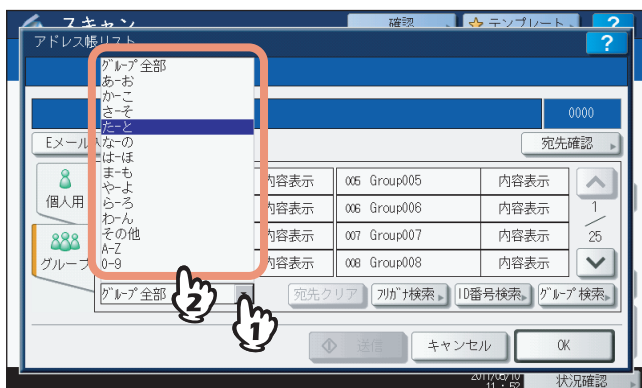 スキャン
確認
テンプレート
?
アドレス帳リスト
?
グループ全部
あ-お
か-こ
さ-そ
た-と
な-の
は-ほ
ま-も
や-よ
ら-ろ
わ-ん
その他
A-Z
0-9
0000
Eメール
宛先確認
個人用
グループ
内容表示
005 Group005
内容表示
内容表示
006 Group006
内容表示
内容表示
007 Group007
内容表示
内容表示
008 Group008
内容表示
1
25
グループ全部
2
1
宛先クリア
フリガナ検索
ID番号検索
グループ検索
送信
キャンセル
OK
状況確認